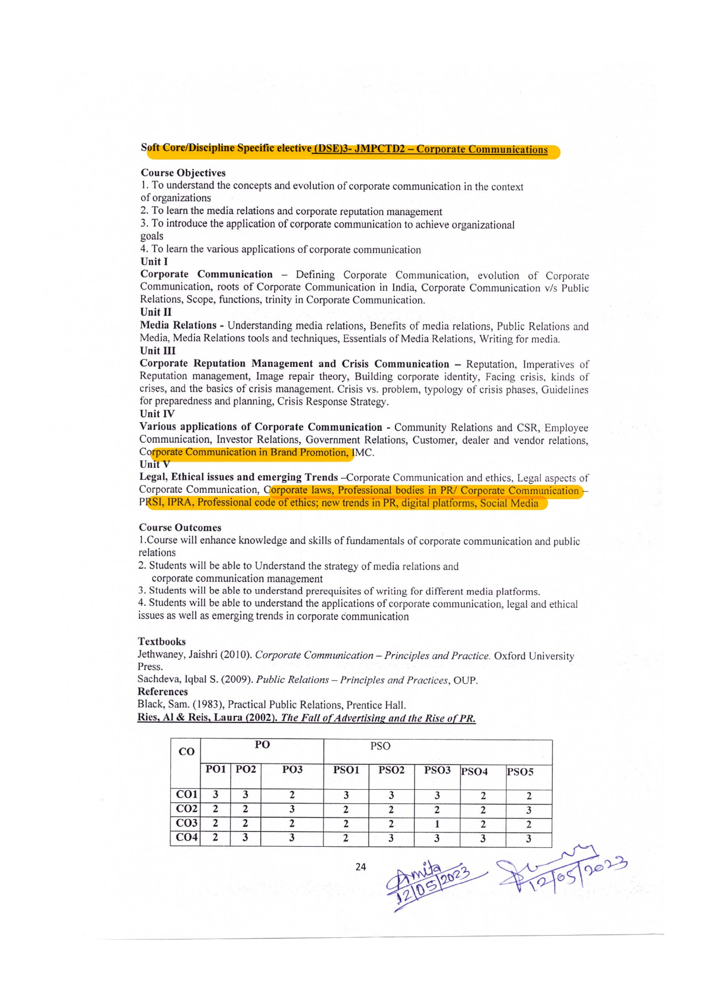 Soft Core/Discipline Specific elective (DSE)3- JMPCTD2 – Corporate Communications
Course Objectives
1. To understand the concepts and evolution of corporate communication in the context
of organizations
2. To learn the media relations and corporate reputation management
3. To introduce the application of corporate communication to achieve organizational
goals
4. To learn the various applications of corporate communication
Unit I
Corporate Communication – Defining Corporate Communication, evolution of Corporate
Communication, roots of Corporate Communication in India, Corporate Communication v/s Public
Relations, Scope, functions, trinity in Corporate Communication.
Unit II
Media Relations - Understanding media relations, Benefits of media relations, Public Relations and
Media, Media Relations tools and techniques, Essentials of Media Relations, Writing for media.
Unit III
Corporate Reputation Management and Crisis Communication – Reputation, Imperatives of
Reputation management, Image repair theory, Building corporate identity, Facing crisis, kinds of
crises, and the basics of crisis management. Crisis vs. problem, typology of crisis phases, Guidelines
for preparedness and planning, Crisis Response Strategy.
Unit IV
Various applications of Corporate Communication - Community Relations and CSR, Employee
Communication, Investor Relations, Government Relations, Customer, dealer and vendor relations,
Corporate Communication in Brand Promotion, IMC.
Unit V
Legal, Ethical issues and emerging Trends –Corporate Communication and ethics, Legal aspects of
Corporate Communication, Corporate laws, Professional bodies in PR/ Corporate Communication –
PRSI, IPRA, Professional code of ethics; new trends in PR, digital platforms, Social Media
Course Outcomes
1.Course will enhance knowledge and skills of fundamentals of corporate communication and public
relations
2. Students will be able to Understand the strategy of media relations and
corporate communication management
3. Students will be able to understand prerequisites of writing for different media platforms.
4. Students will be able to understand the applications of corporate communication, legal and ethical
issues as well as emerging trends in corporate communication
Textbooks
Jethwaney, Jaishri (2010). Corporate Communication – Principles and Practice. Oxford University
Press.
Sachdeva, Iqbal S. (2009). Public Relations – Principles and Practices, OUP.
References
Black, Sam. (1983), Practical Public Relations, Prentice Hall.
Ries, Al & Reis, Laura (2002). The Fall of Advertising and the Rise of PR.
CO PO PSO
PO1 PO2 PO3 PSO1 PSO2 PSO3 PSO4 PSO5
CO1 3 3 2 3 3 3 2 2
CO2 2 2 3 2 2 2 2 3
CO3 2 2 2 2 2 1 2 2
CO4 2 3 3 2 3 3 3 3
24
Amita
12/05/2023
12/05/2023